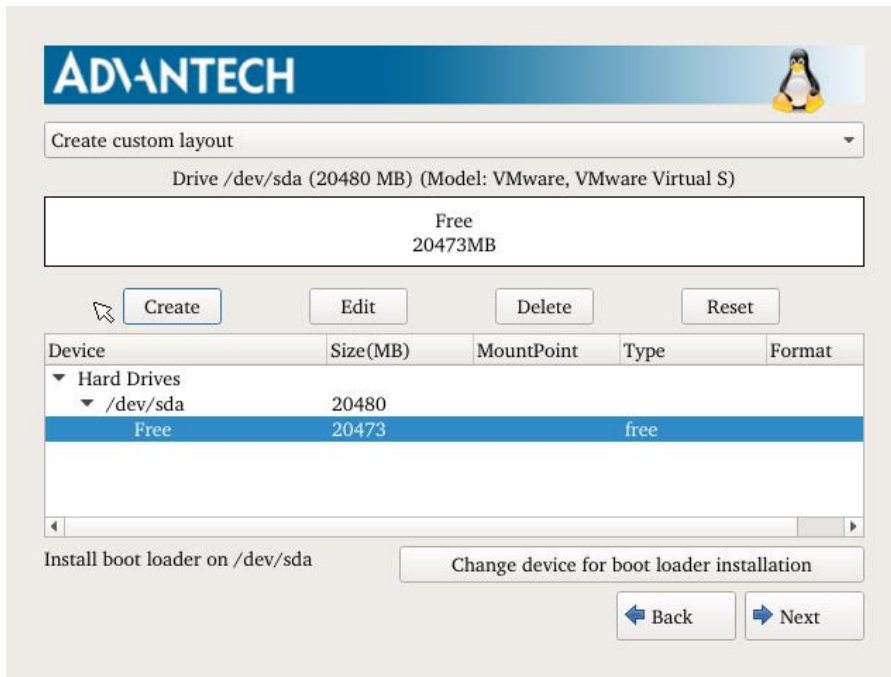 ADVANTECH
Create custom layout
Drive /dev/sda (20480 MB) (Model: VMware, VMware Virtual S)
Free
20473MB
Create Edit Delete Reset
Device Size(MB) MountPoint Type Format
Hard Drives
/dev/sda 20480
Free 20473 free
Install boot loader on /dev/sda Change device for boot loader installation
Back Next